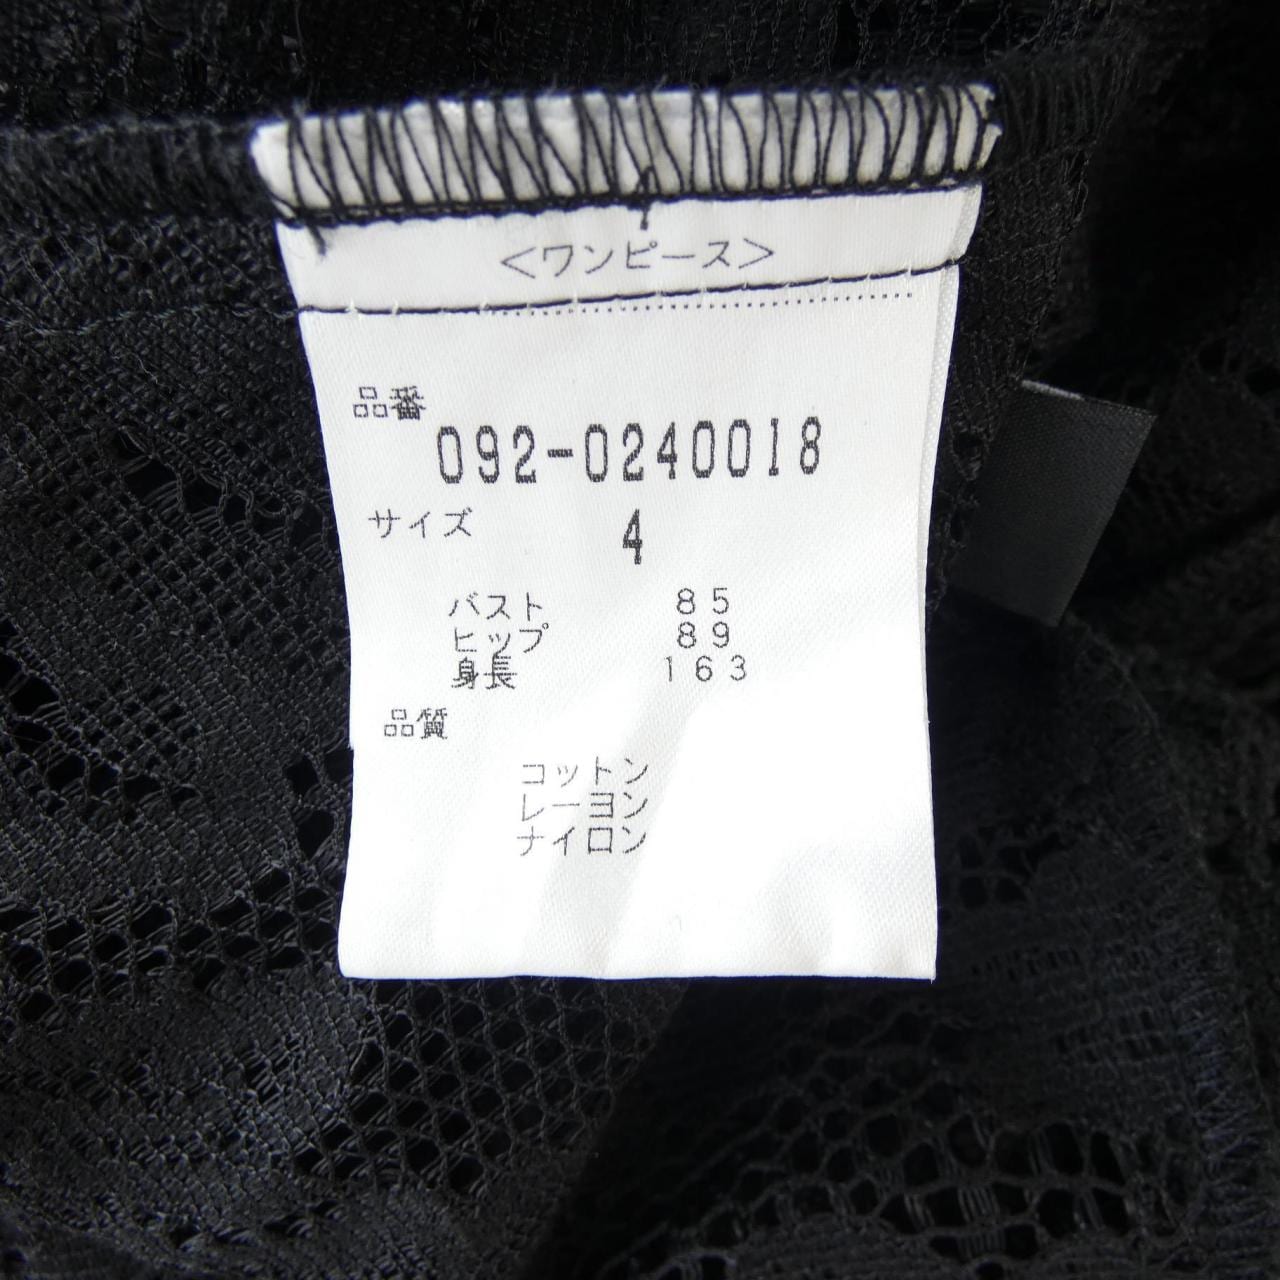 <ワンピース>
品番
092-0240018
サイズ 4
バスト 85
ヒップ 89
身長 163
品質
コットン
レーヨン
ナイロン